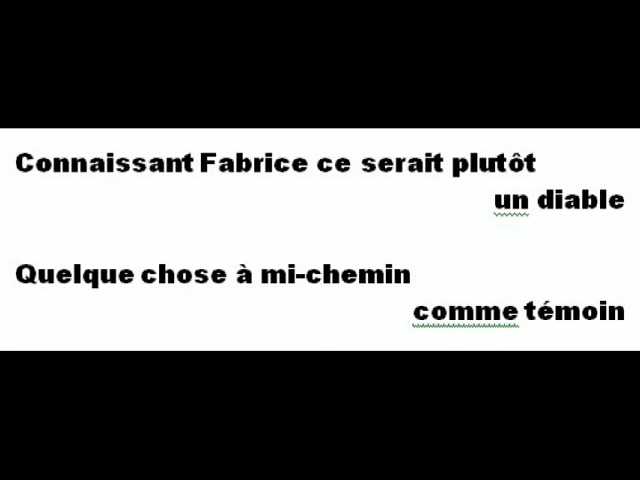 Connaissant Fabrice ce serait plutôt
un diable
Quelque chose à mi-chemin
comme témoin